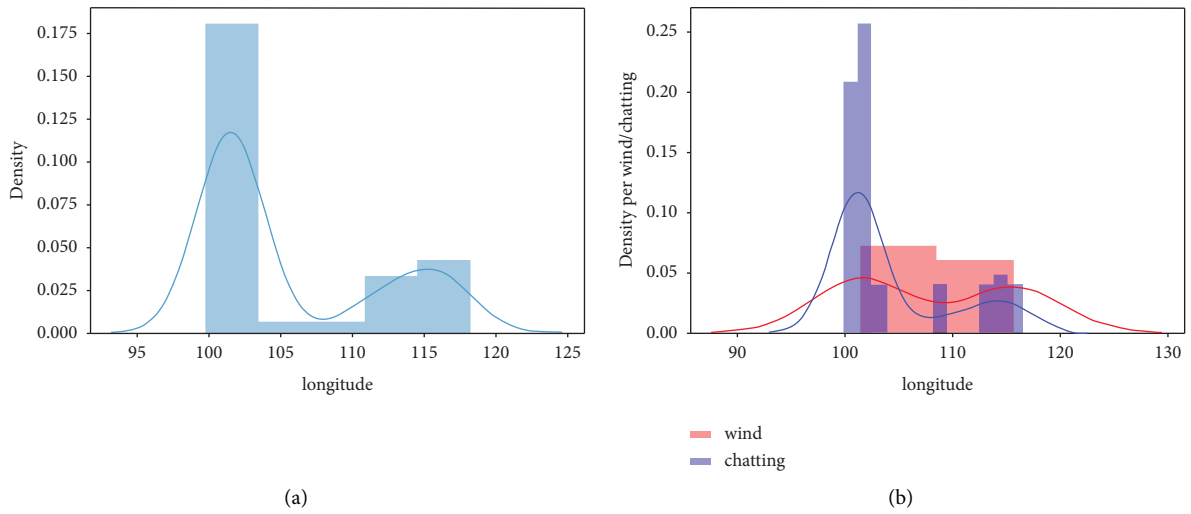 Density
0.175
0.150
0.125
0.100
0.075
0.050
0.025
0.000
95 100 105 110 115 120 125
longitude
(a)
Density per wind/chatting
0.25
0.20
0.15
0.10
0.05
0.00
90 100 110 120 130
longitude
wind
chatting
(b)